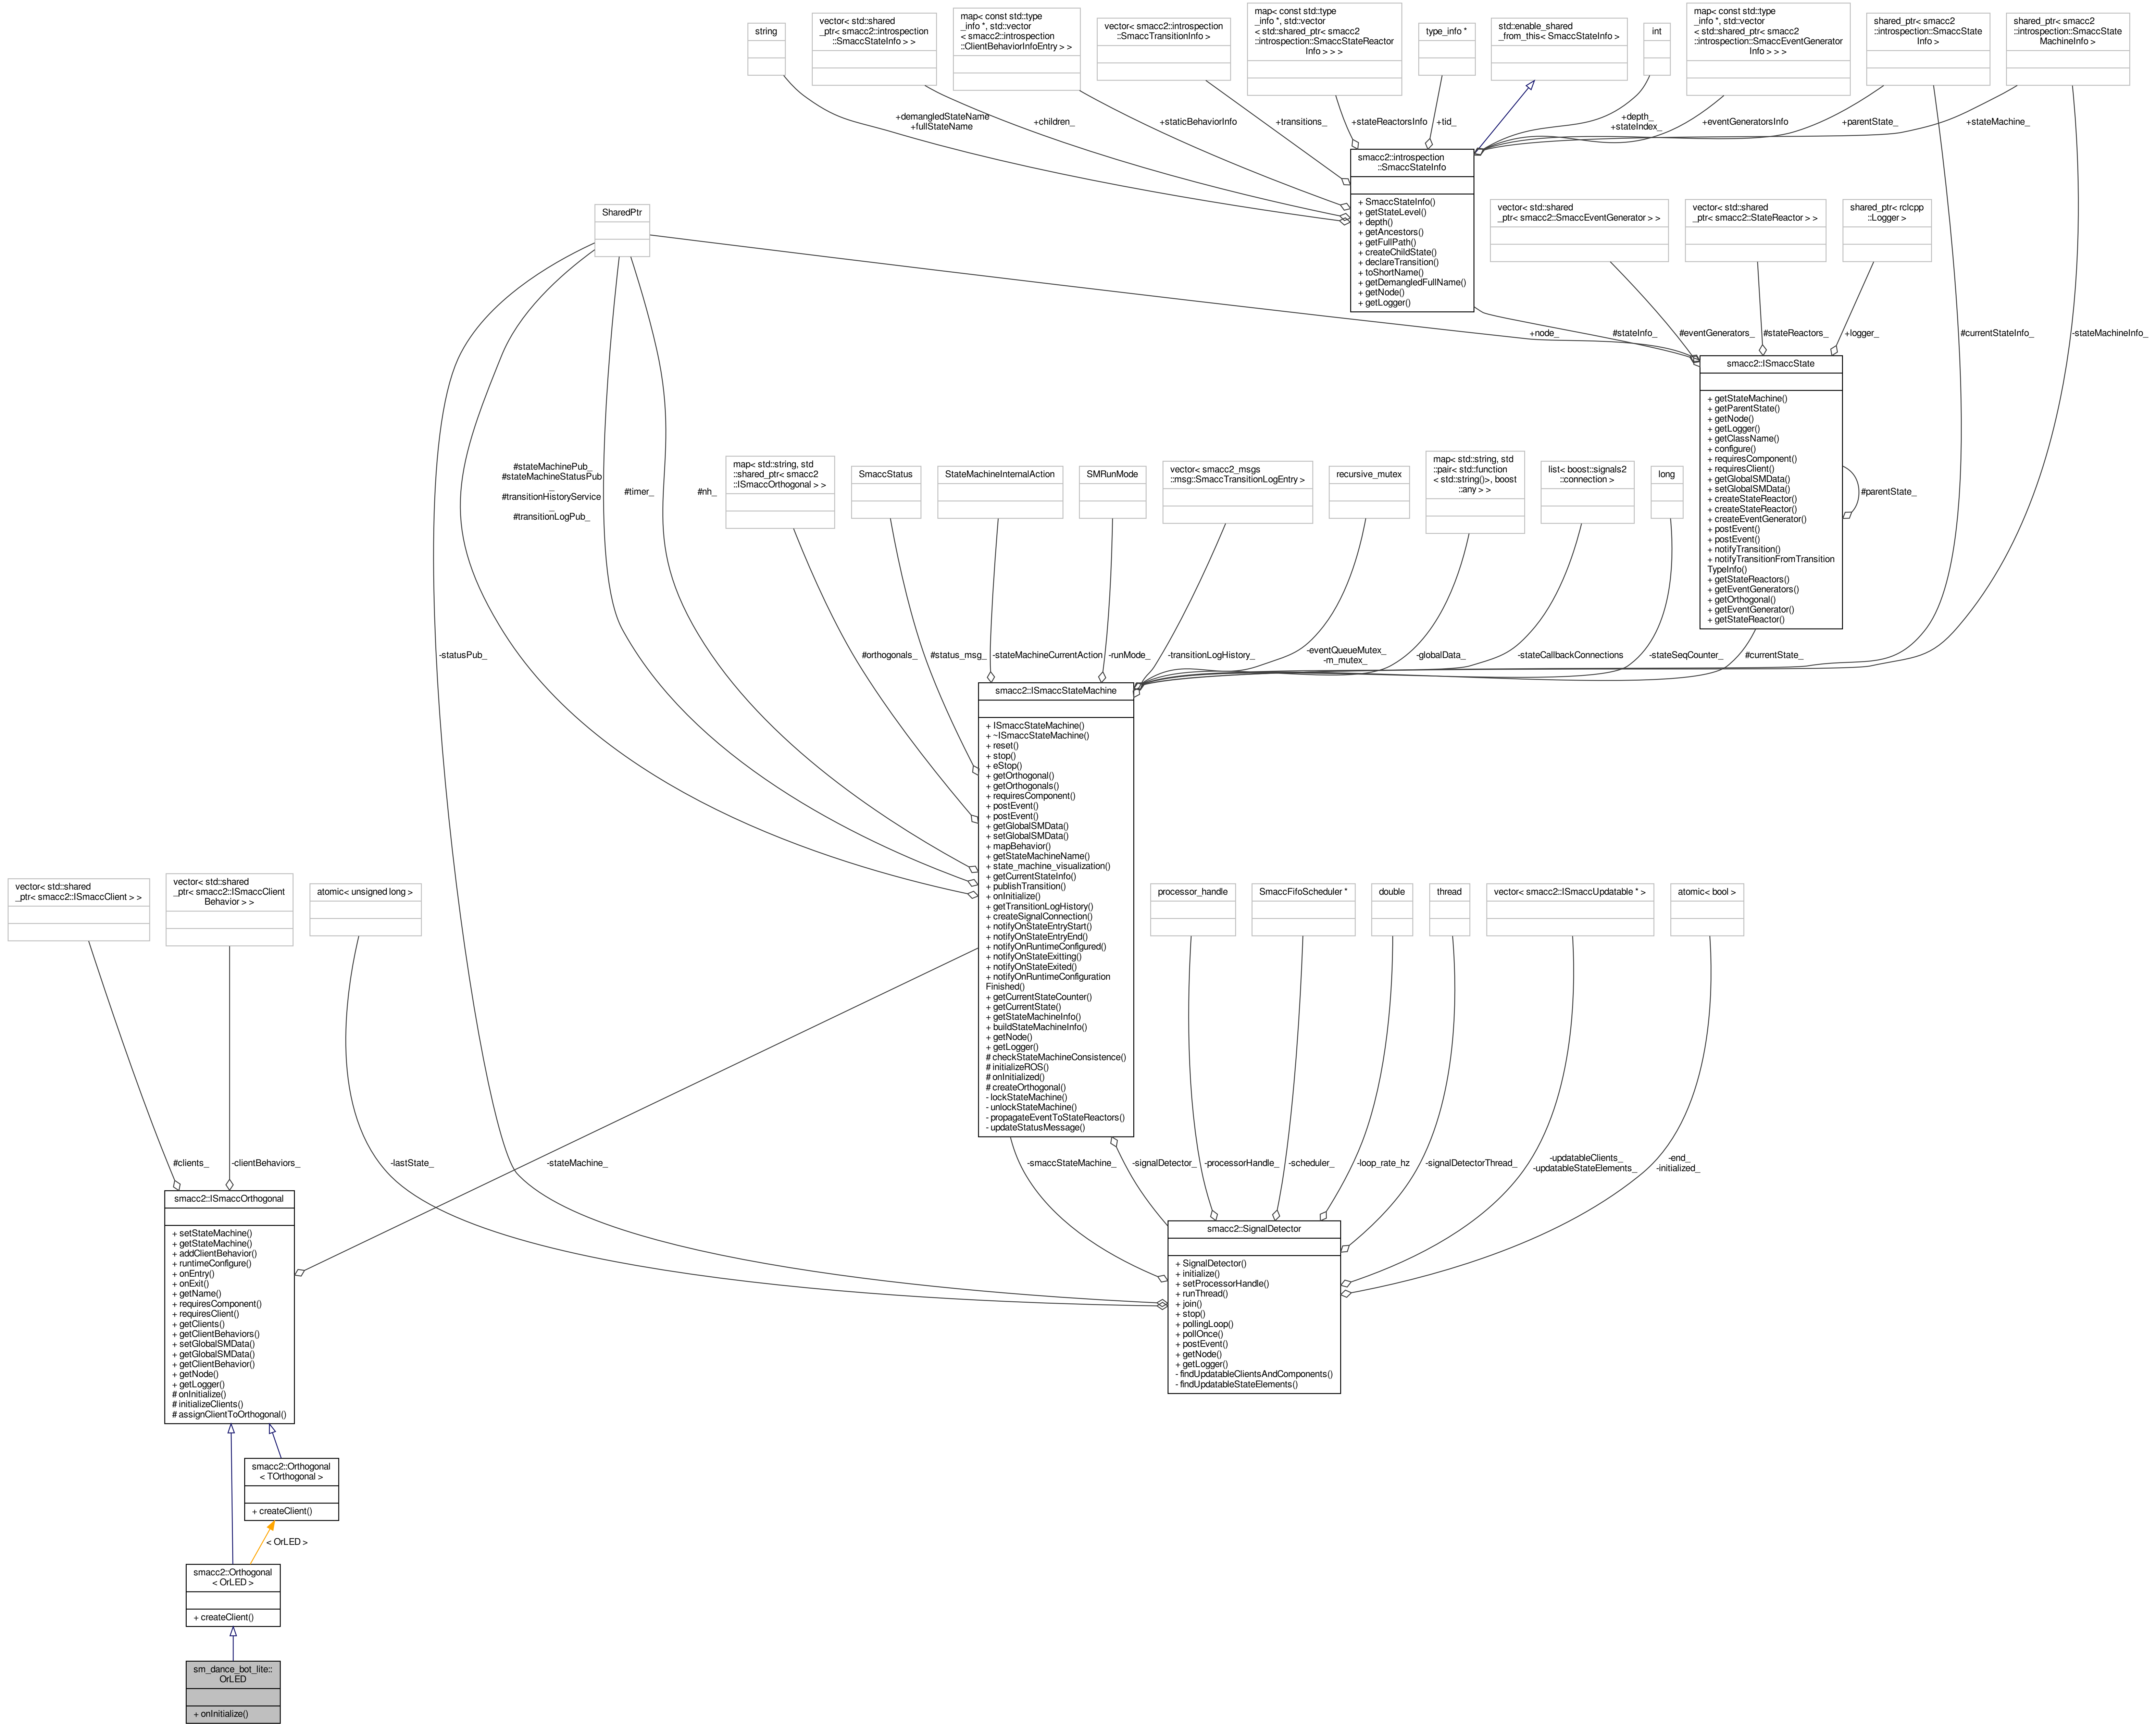 string
vector< std::shared
_ptr< smacc2::introspection
::SmaccStateInfo > >
map< const std::type
_info *, std::vector
< smacc2::introspection
::ClientBehaviorInfoEntry > >
vector< smacc2::introspection
::SmaccTransitionInfo >
map< const std::type
_info *, std::vector
< std::shared_ptr< smacc2
::introspection::SmaccStateReactor
Info > > >
type_info *
std::enable_shared
_from_this< SmaccStateInfo >
int
map< const std::type
_info *, std::vector
< std::shared_ptr< smacc2
::introspection::SmaccEventGenerator
Info > > >
shared_ptr< smacc2
::introspection::SmaccState
Info >
shared_ptr< smacc2
::introspection::SmaccState
MachineInfo >
+demangledStateName
+fullStateName
+children_
+staticBehaviorInfo
+transitions_
+stateReactorsInfo
+tid_
+depth_
+stateIndex_
+eventGeneratorsInfo
+parentState_
+stateMachine_
smacc2::introspection
::SmaccStateInfo
+ SmaccStateInfo()
+ getStateLevel()
+ depth()
+ getAncestors()
+ getFullPath()
+ createChildState()
+ declareTransition()
+ toShortName()
+ getDemangledFullName()
+ getNode()
+ getLogger()
SharedPtr
vector< std::shared
_ptr< smacc2::SmaccEventGenerator > >
vector< std::shared
_ptr< smacc2::StateReactor > >
shared_ptr< rclcpp
::Logger >
+node_
#stateInfo_
#eventGenerators_
#stateReactors_
+logger_
#currentStateInfo_
-stateMachineInfo_
smacc2::ISmaccState
+ getStateMachine()
+ getParentState()
+ getNode()
+ getLogger()
+ getClassName()
+ configure()
+ requiresComponent()
+ requiresClient()
+ getGlobalSMData()
+ setGlobalSMData()
+ createStateReactor()
+ createStateReactor()
+ createEventGenerator()
+ postEvent()
+ postEvent()
+ notifyTransition()
+ notifyTransitionFromTransition
TypeInfo()
+ getStateReactors()
+ getEventGenerators()
+ getOrthogonal()
+ getEventGenerator()
+ getStateReactor()
#parentState_
#stateMachinePub_
#stateMachineStatusPub
_
#transitionHistoryService
_
#transitionLogPub_
#timer_
#nh_
map< std::string, std
::shared_ptr< smacc2
::ISmaccOrthogonal > >
SmaccStatus
StateMachineInternalAction
SMRunMode
vector< smacc2_msgs
::msg::SmaccTransitionLogEntry >
recursive_mutex
map< std::string, std
::pair< std::function
< std::string()>, boost
::any > >
list< boost::signals2
::connection >
long
-statusPub_
#orthogonals_
#status_msg_
-stateMachineCurrentAction
-runMode_
-transitionLogHistory_
-eventQueueMutex_
-m_mutex_
-globalData_
-stateCallbackConnections
-stateSeqCounter_
#currentState_
smacc2::ISmaccStateMachine
+ ISmaccStateMachine()
+ ~ISmaccStateMachine()
+ reset()
+ stop()
+ eStop()
+ getOrthogonal()
+ getOrthogonals()
+ requiresComponent()
+ postEvent()
+ postEvent()
+ getGlobalSMData()
+ setGlobalSMData()
+ mapBehavior()
+ getStateMachineName()
+ state_machine_visualization()
+ getCurrentStateInfo()
+ publishTransition()
+ onInitialize()
+ getTransitionLogHistory()
+ createSignalConnection()
+ notifyOnStateEntryStart()
+ notifyOnStateEntryEnd()
+ notifyOnRuntimeConfigured()
+ notifyOnStateExitting()
+ notifyOnStateExited()
+ notifyOnRuntimeConfiguration
Finished()
+ getCurrentStateCounter()
+ getCurrentState()
+ getStateMachineInfo()
+ buildStateMachineInfo()
+ getNode()
+ getLogger()
# checkStateMachineConsistence()
# initializeROS()
# onInitialized()
# createOrthogonal()
- lockStateMachine()
- unlockStateMachine()
- propagateEventToStateReactors()
- updateStatusMessage()
vector< std::shared
_ptr< smacc2::ISmaccClient > >
vector< std::shared
_ptr< smacc2::ISmaccClient
Behavior > >
atomic< unsigned long >
processor_handle
SmaccFifoScheduler *
double
thread
vector< smacc2::ISmaccUpdatable * >
atomic< bool >
#clients_
-clientBehaviors_
-lastState_
-stateMachine_
-smaccStateMachine_
-signalDetector_
-processorHandle_
-scheduler_
-loop_rate_hz
-signalDetectorThread_
-updatableClients_
-updatableStateElements_
-end_
-initialized_
smacc2::ISmaccOrthogonal
+ setStateMachine()
+ getStateMachine()
+ addClientBehavior()
+ runtimeConfigure()
+ onEntry()
+ onExit()
+ getName()
+ requiresComponent()
+ requiresClient()
+ getClients()
+ getClientBehaviors()
+ setGlobalSMData()
+ getGlobalSMData()
+ getClientBehavior()
+ getNode()
+ getLogger()
# onInitialize()
# initializeClients()
# assignClientToOrthogonal()
smacc2::SignalDetector
+ SignalDetector()
+ initialize()
+ setProcessorHandle()
+ runThread()
+ join()
+ stop()
+ pollingLoop()
+ pollOnce()
+ postEvent()
+ getNode()
+ getLogger()
- findUpdatableClientsAndComponents()
- findUpdatableStateElements()
smacc2::Orthogonal
< TOrthogonal >
+ createClient()
< OrLED >
smacc2::Orthogonal
< OrLED >
+ createClient()
sm_dance_bot_lite::
OrLED
+ onInitialize()